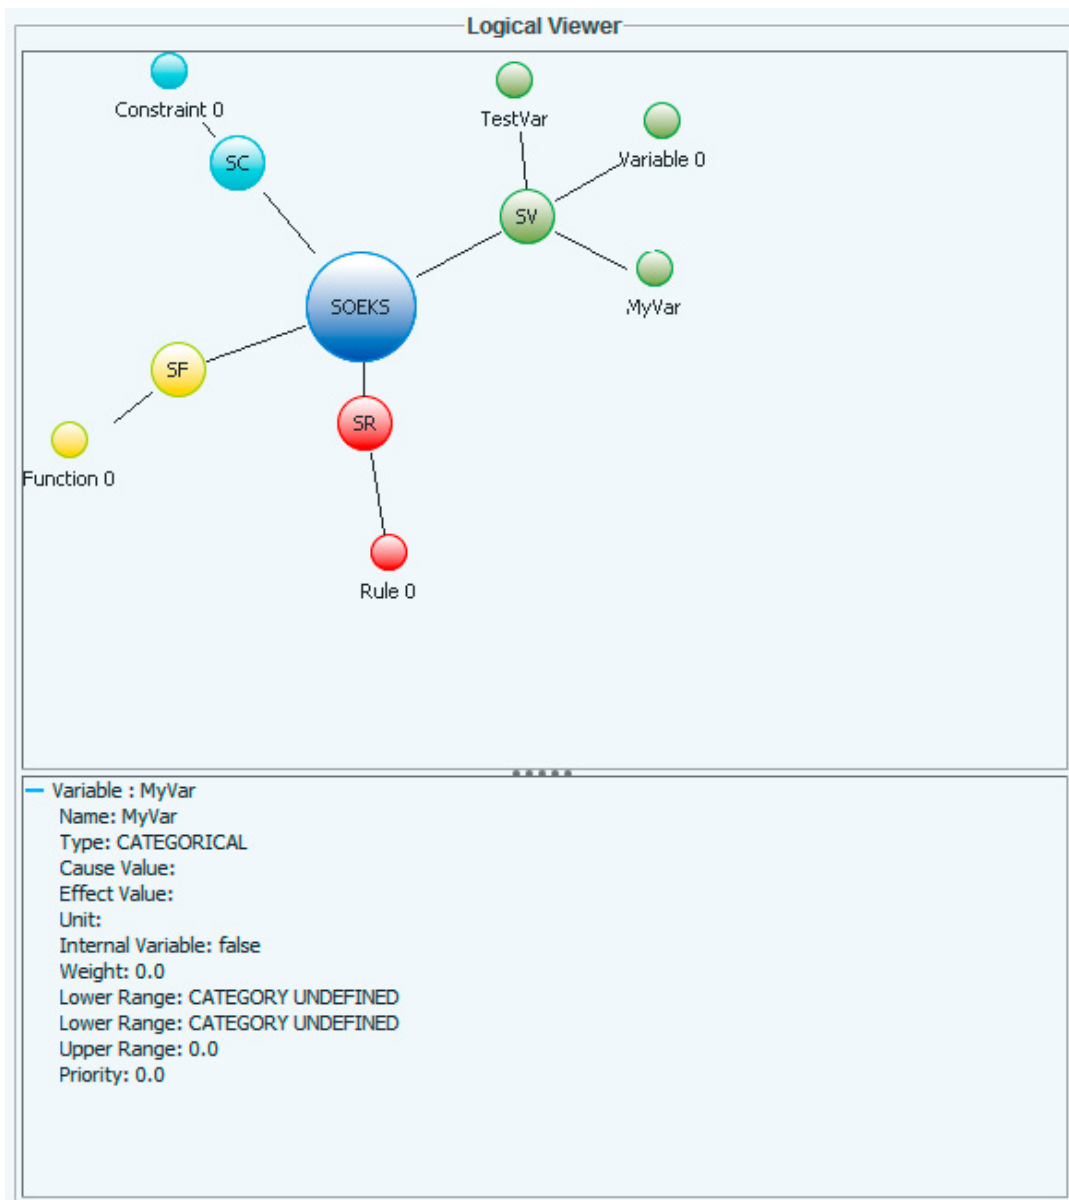 Logical Viewer
Constraint 0
TestVar
Variable 0
SC
SV
MyVar
SOEKS
SF
SR
Function 0
Rule 0
Variable : MyVar
Name: MyVar
Type: CATEGORICAL
Cause Value:
Effect Value:
Unit:
Internal Variable: false
Weight: 0.0
Lower Range: CATEGORY UNDEFINED
Lower Range: CATEGORY UNDEFINED
Upper Range: 0.0
Priority: 0.0